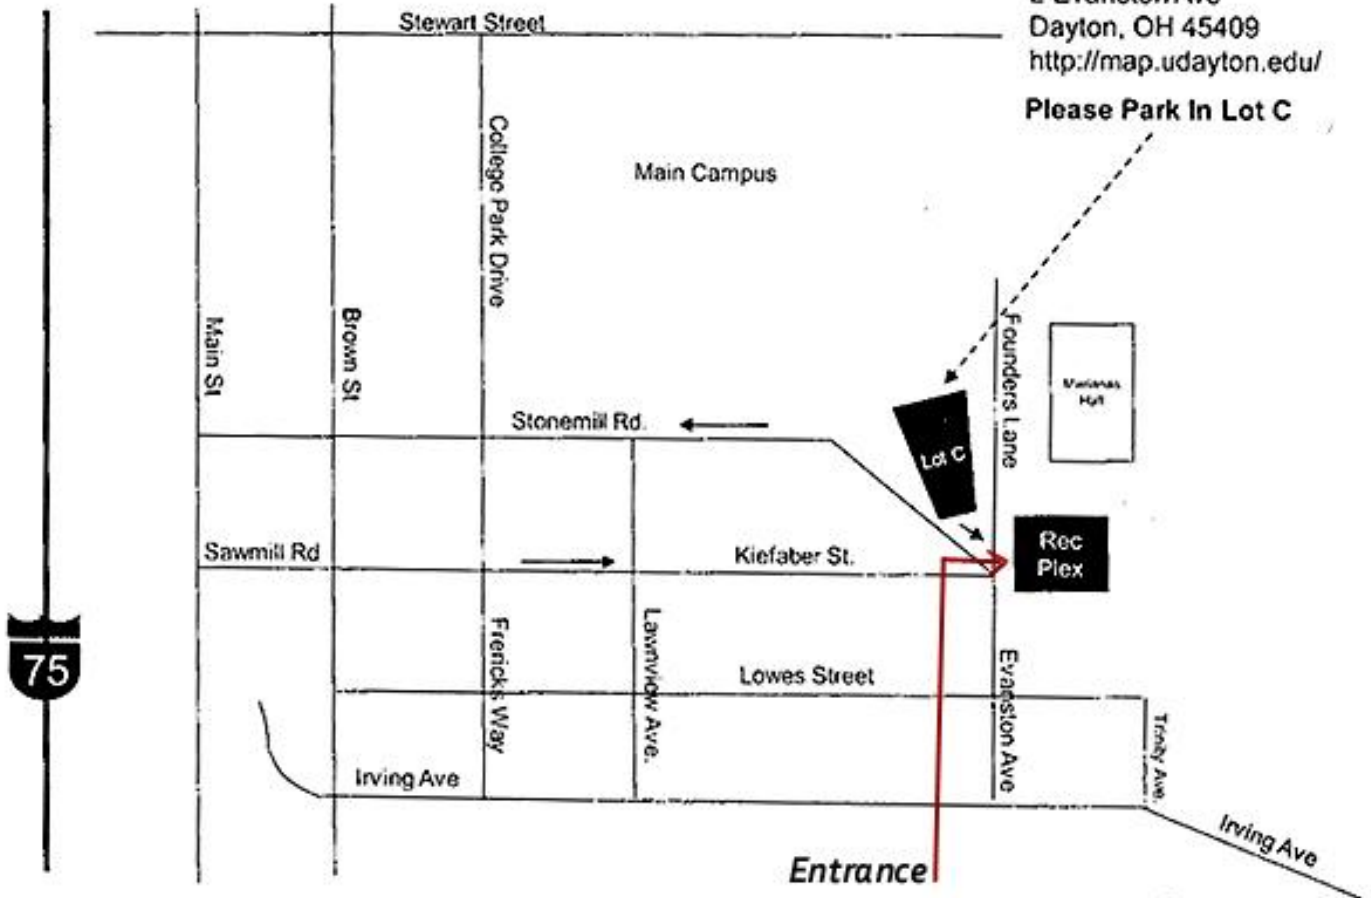 Stewart Street
Dayton, OH 45409
http://map.udayton.edu/
Please Park In Lot C
College Park Drive
Main Campus
Main St
Brown St
Founders Lane
Marianas
Hall
Stonemill Rd.
Lot C
Sawmill Rd
Kiefaber St.
Rec
Plex
75
Frericks Way
Lawnview Ave.
Lowes Street
Evanston Ave
Trinity Ave.
Irving Ave
Irving Ave
Entrance